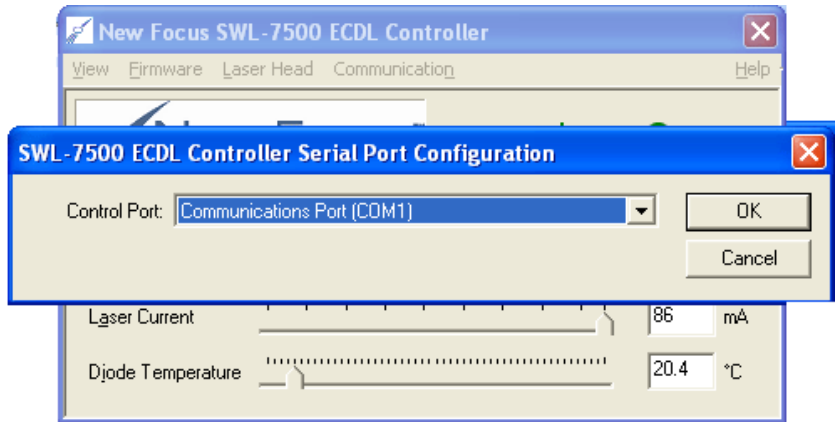 New Focus SWL-7500 ECDL Controller
View Firmware Laser Head Communication Help
SWL-7500 ECDL Controller Serial Port Configuration
Control Port: Communications Port (COM1) OK
Cancel
Laser Current 86 mA
Diode Temperature 20.4 °C